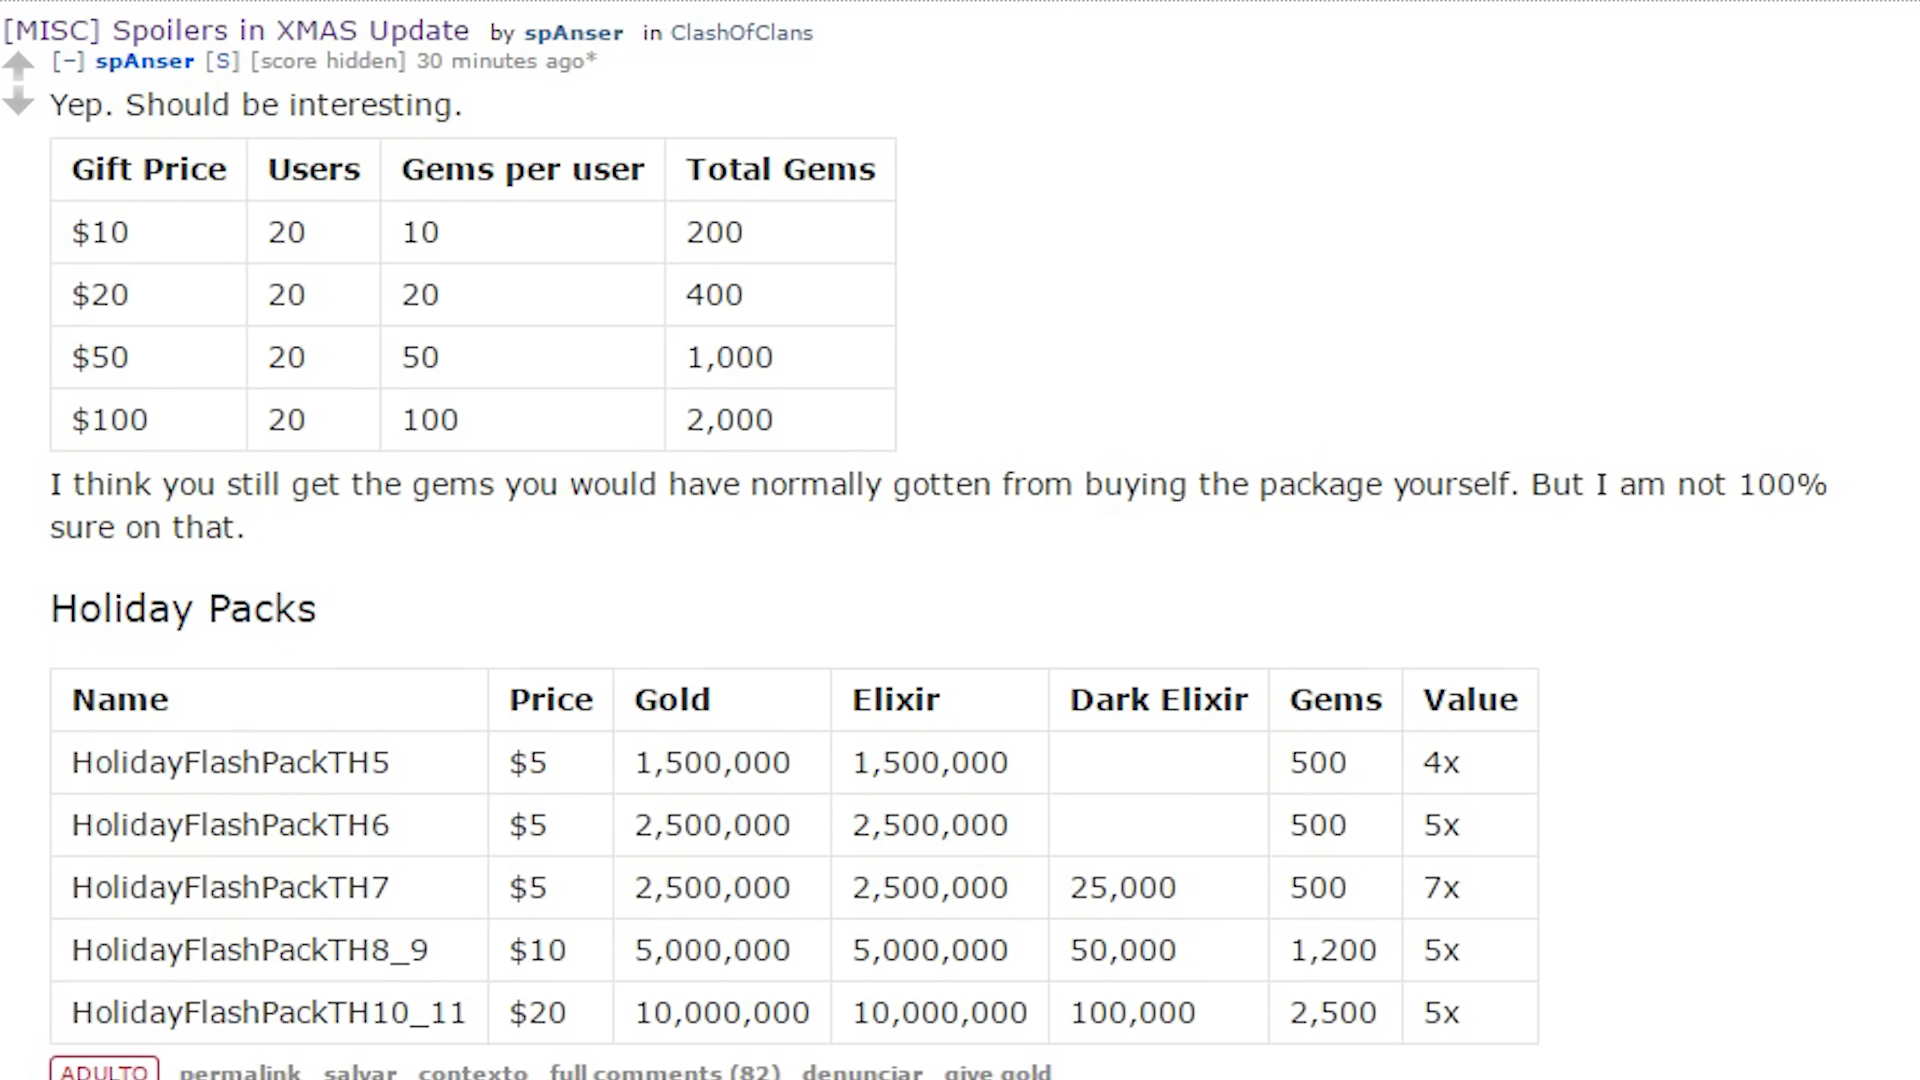 [MISC] Spoilers in XMAS Update by spAnser in ClashOfClans
[–] spAnser [S] [score hidden] 30 minutes ago*
Yep. Should be interesting.
Gift Price Users Gems per user Total Gems
$10 20 10 200
$20 20 20 400
$50 20 50 1,000
$100 20 100 2,000
I think you still get the gems you would have normally gotten from buying the package yourself. But I am not 100%
sure on that.
Holiday Packs
Name Price Gold Elixir Dark Elixir Gems Value
HolidayFlashPackTH5 $5 1,500,000 1,500,000 500 4x
HolidayFlashPackTH6 $5 2,500,000 2,500,000 500 5x
HolidayFlashPackTH7 $5 2,500,000 2,500,000 25,000 500 7x
HolidayFlashPackTH8_9 $10 5,000,000 5,000,000 50,000 1,200 5x
HolidayFlashPackTH10_11 $20 10,000,000 10,000,000 100,000 2,500 5x
ADULTO permalink salvar contexto full comments (82) denunciar give gold